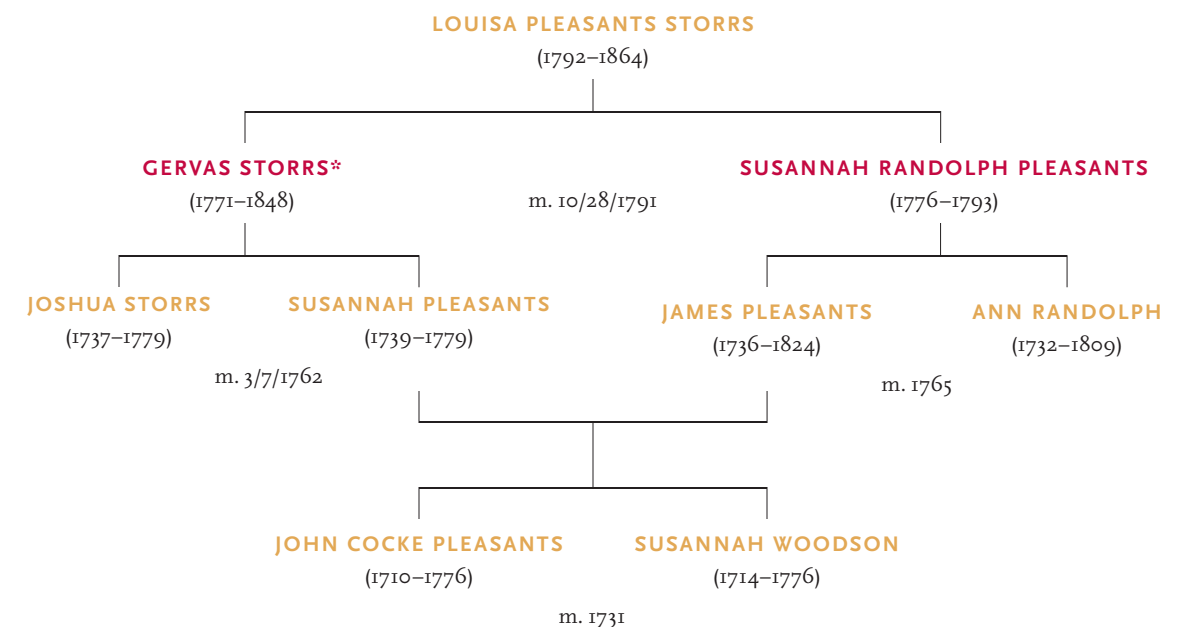 LOUISA PLEASANTS STORRS
(1792–1864)
GERVAS STORRS*
(1771–1848)
m. 10/28/1791
SUSANNAH RANDOLPH PLEASANTS
(1776–1793)
JOSHUA STORRS
(1737–1779)
SUSANNAH PLEASANTS
(1739–1779)
m. 3/7/1762
JAMES PLEASANTS
(1736–1824)
ANN RANDOLPH
(1732–1809)
m. 1765
JOHN COCKE PLEASANTS
(1710–1776)
SUSANNAH WOODSON
(1714–1776)
m. 1731